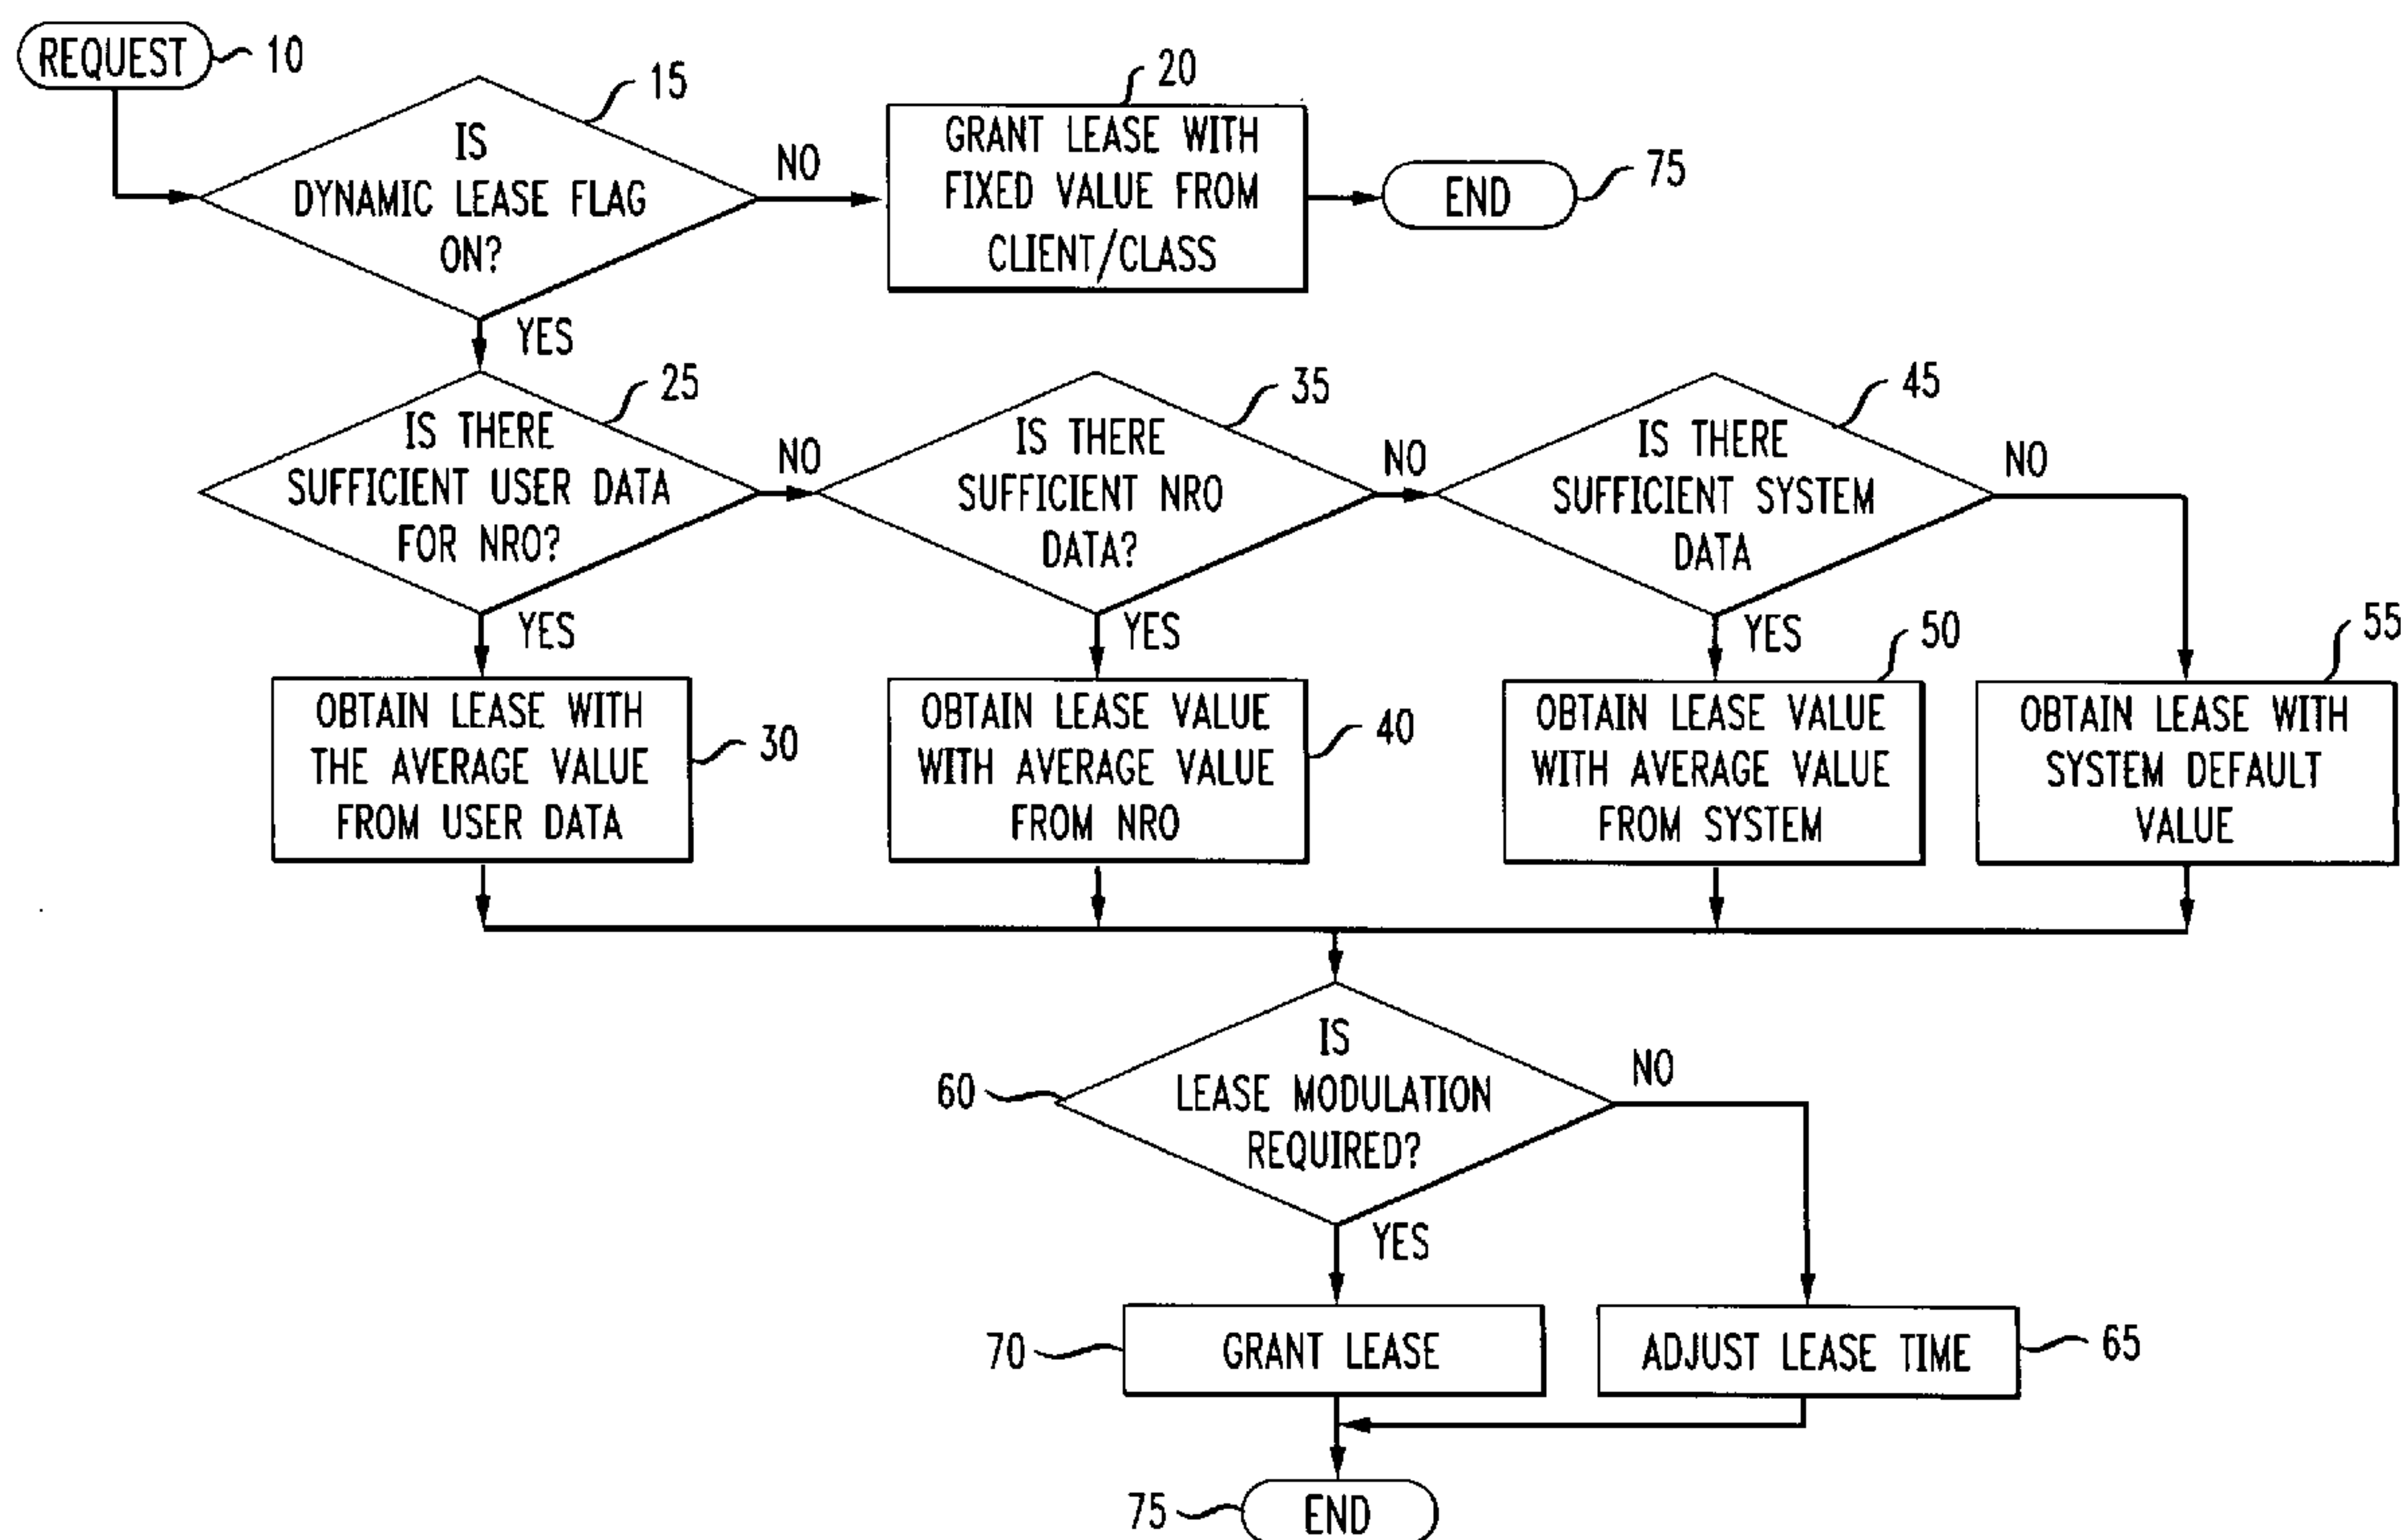 REQUEST
10
IS
DYNAMIC LEASE FLAG
ON?
15
NO
YES
GRANT LEASE WITH
FIXED VALUE FROM
CLIENT/CLASS
20
END
75
IS THERE
SUFFICIENT USER DATA
FOR NRO?
25
NO
YES
IS THERE
SUFFICIENT NRO
DATA?
35
NO
YES
IS THERE
SUFFICIENT SYSTEM
DATA
45
NO
YES
OBTAIN LEASE WITH
THE AVERAGE VALUE
FROM USER DATA
30
OBTAIN LEASE VALUE
WITH AVERAGE VALUE
FROM NRO
40
OBTAIN LEASE VALUE
WITH AVERAGE VALUE
FROM SYSTEM
50
OBTAIN LEASE WITH
SYSTEM DEFAULT
VALUE
55
IS
LEASE MODULATION
REQUIRED?
60
NO
YES
GRANT LEASE
70
ADJUST LEASE TIME
65
END
75